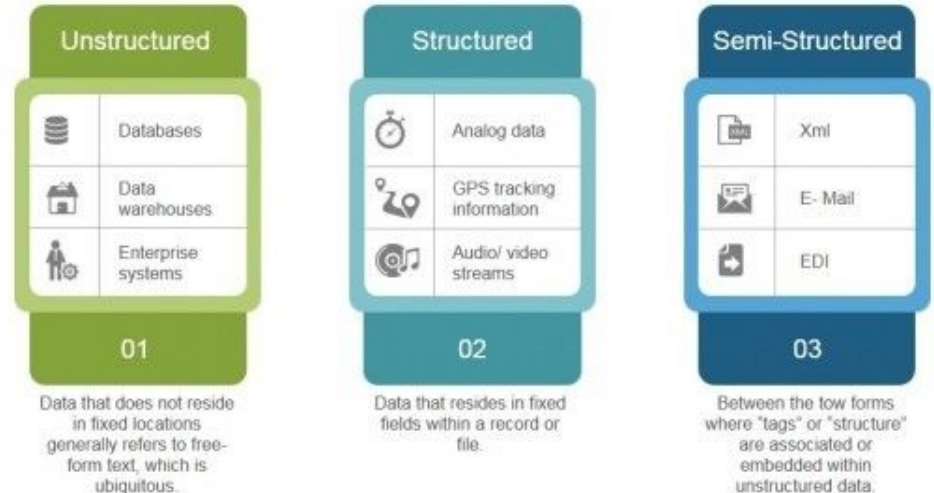 Unstructured
Databases
Data
warehouses
Enterprise
systems
01
Data that does not reside
in fixed locations
generally refers to free-
form text, which is
ubiquitous.
Structured
Analog data
GPS tracking
information
Audio/ video
streams
02
Data that resides in fixed
fields within a record or
file.
Semi-Structured
XML
Xml
E- Mail
EDI
03
Between the tow forms
where "tags" or "structure"
are associated or
embedded within
unstructured data.